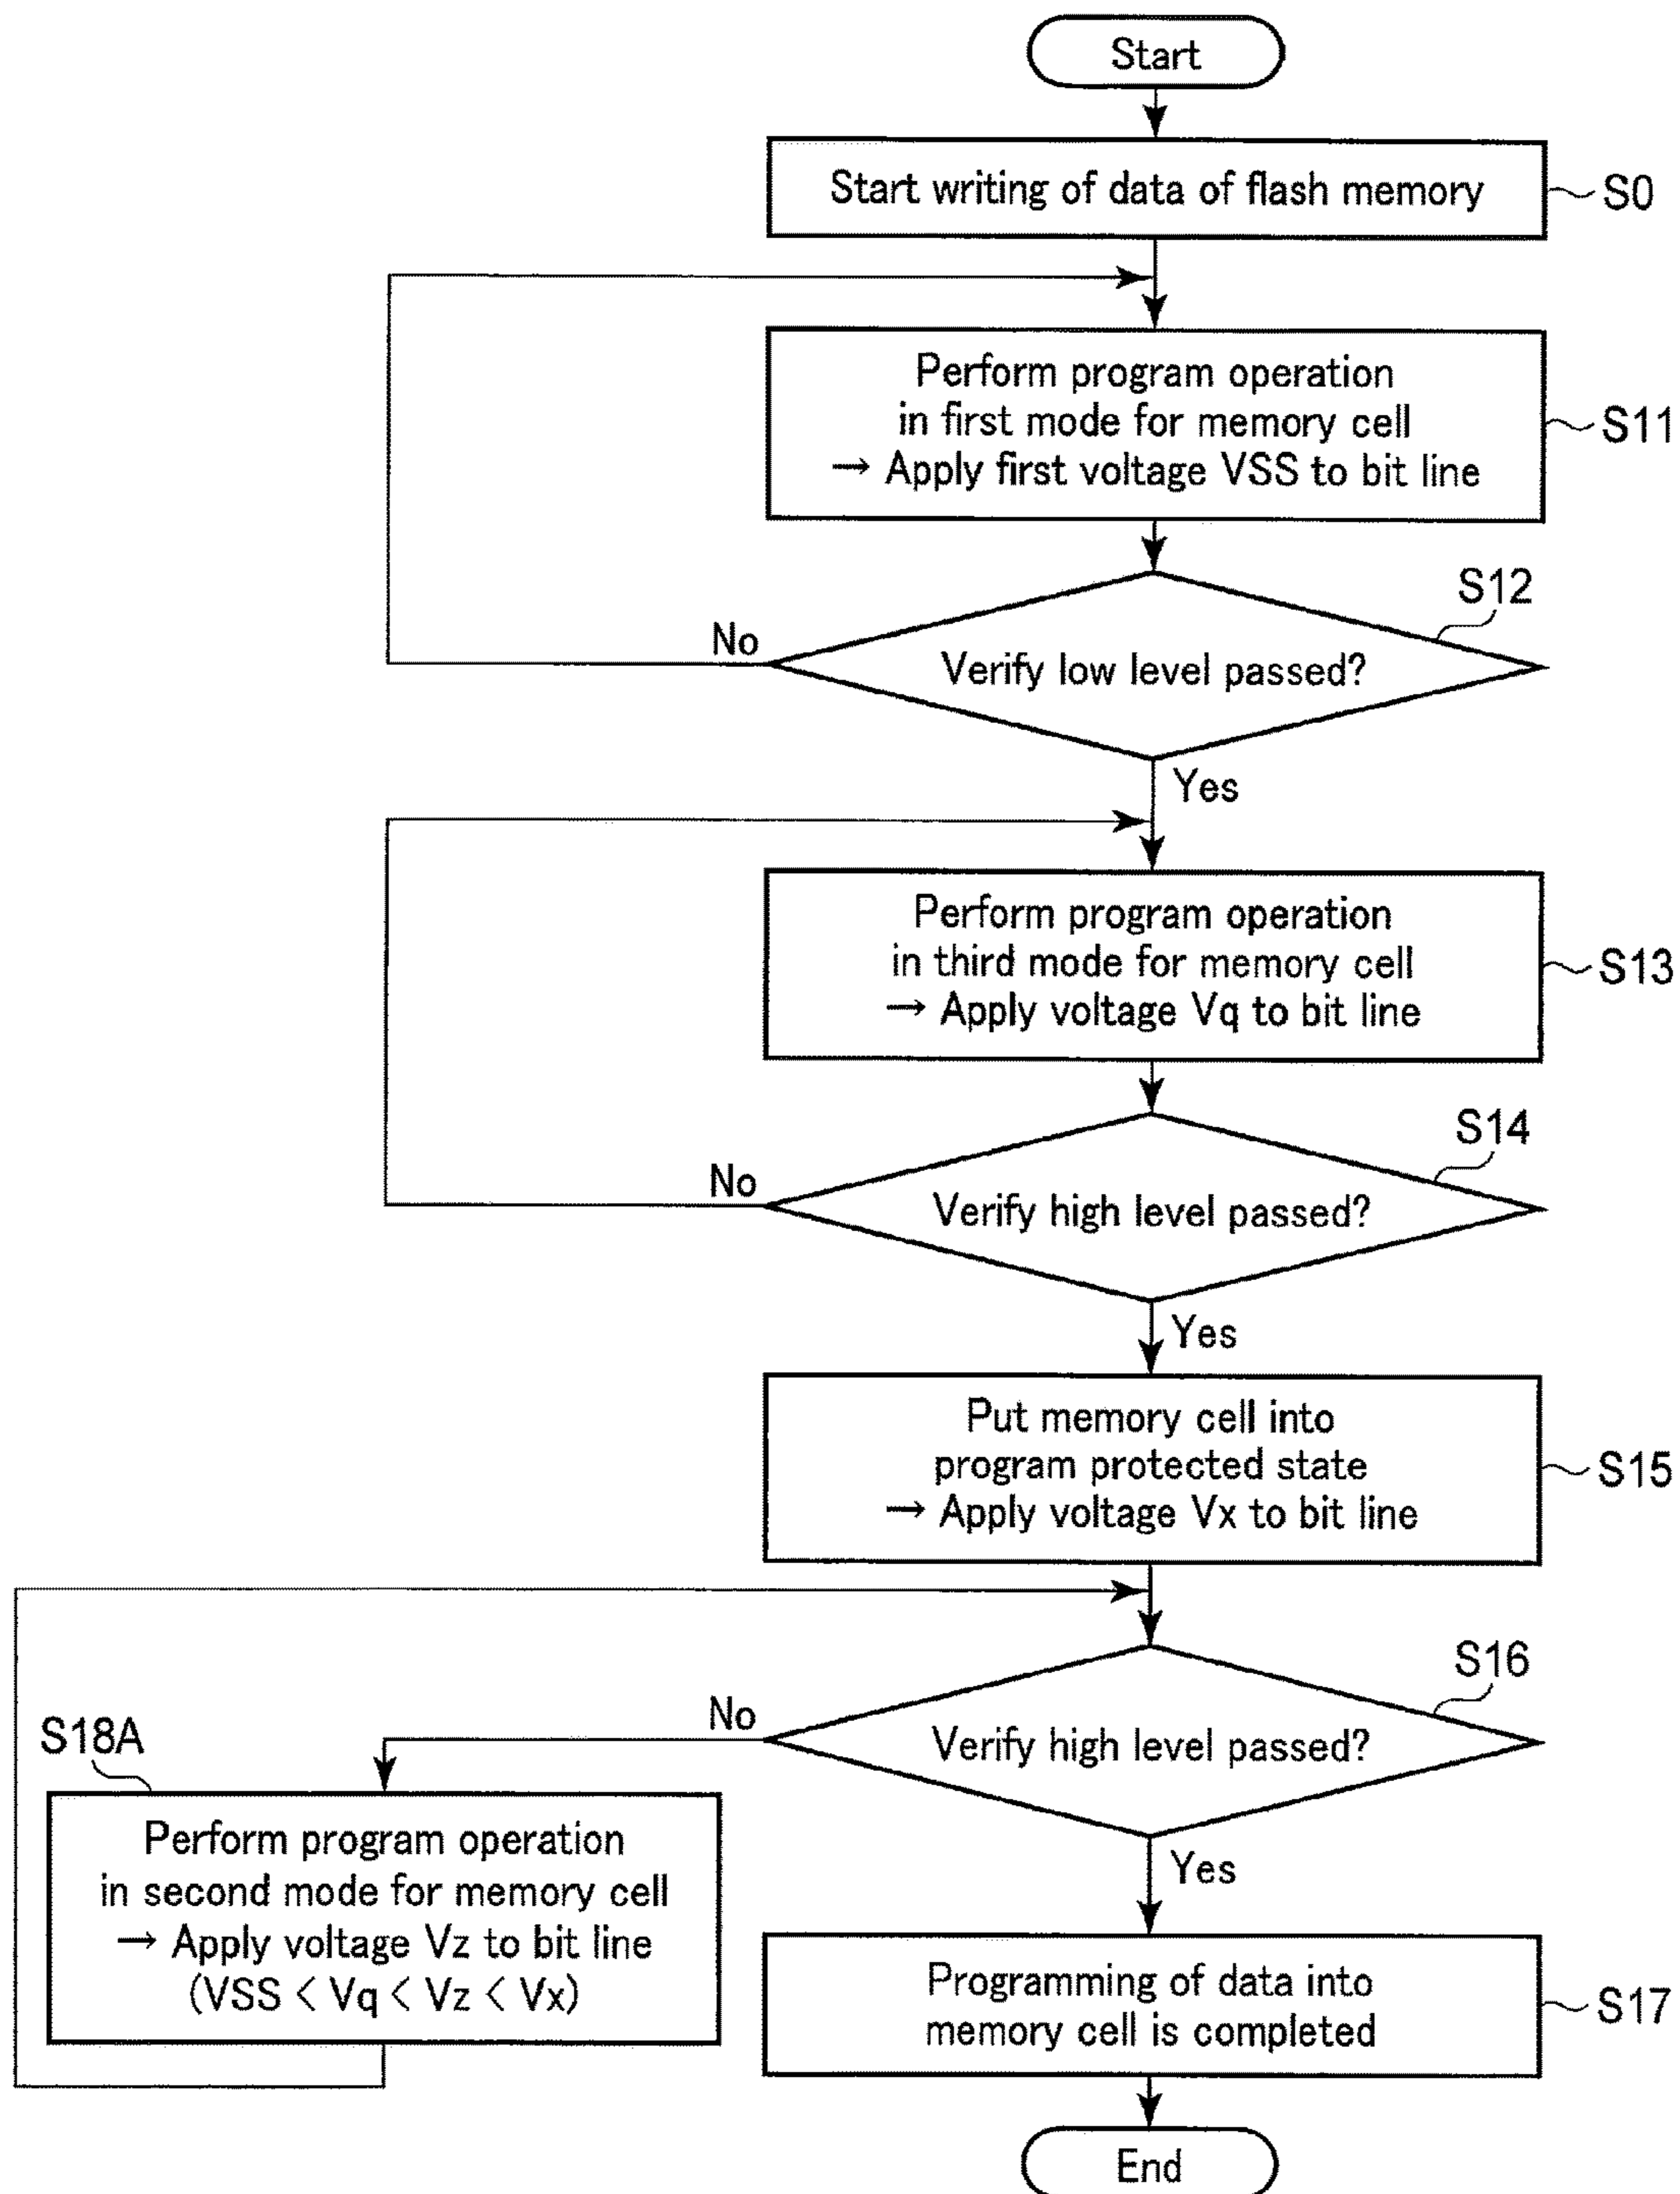 Start
Start writing of data of flash memory
S0
Perform program operation
in first mode for memory cell
→ Apply first voltage VSS to bit line
S11
S12
No
Verify low level passed?
Yes
Perform program operation
in third mode for memory cell
→ Apply voltage Vq to bit line
S13
S14
No
Verify high level passed?
Yes
Put memory cell into
program protected state
→ Apply voltage Vx to bit line
S15
S16
No
Verify high level passed?
S18A
Perform program operation
in second mode for memory cell
→ Apply voltage Vz to bit line
(VSS < Vq < Vz < Vx)
Yes
Programming of data into
memory cell is completed
S17
End